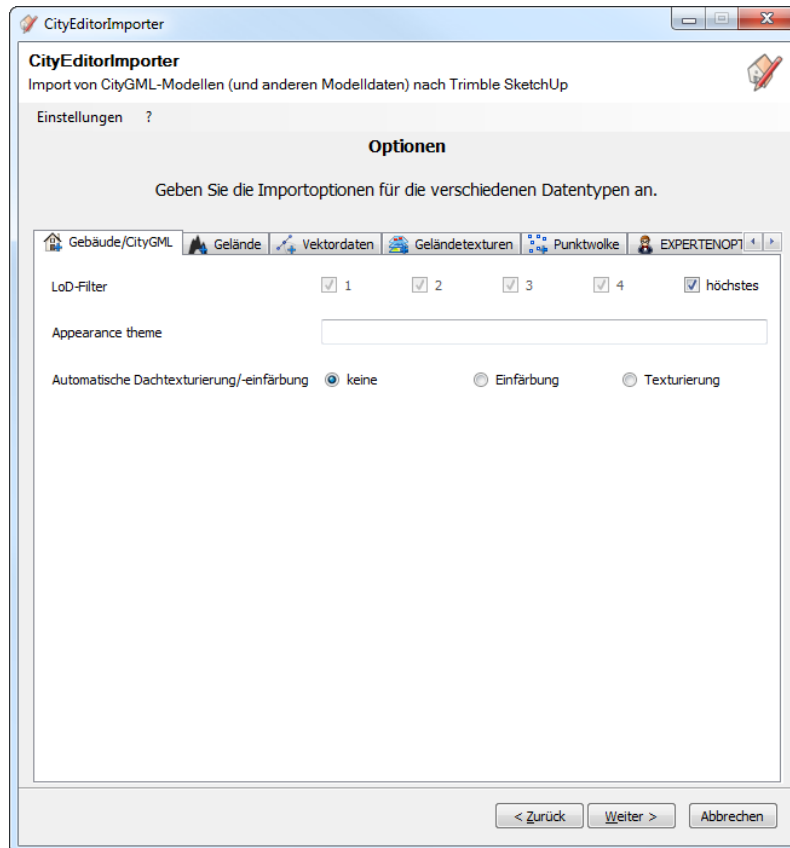 CityEditorImporter
CityEditorImporter
Import von CityGML-Modellen (und anderen Modelldaten) nach Trimble SketchUp
Einstellungen ?
Optionen
Geben Sie die Importoptionen für die verschiedenen Datentypen an.
Gebäude/CityGML Gelände Vektordaten Geländetexturen Punktwolke EXPERTENOPT
LoD-Filter 1 2 3 4 höchstes
Appearance theme
Automatische Dachtexturierung/-einfärbung keine Einfärbung Texturierung
< Zurück Weiter > Abbrechen